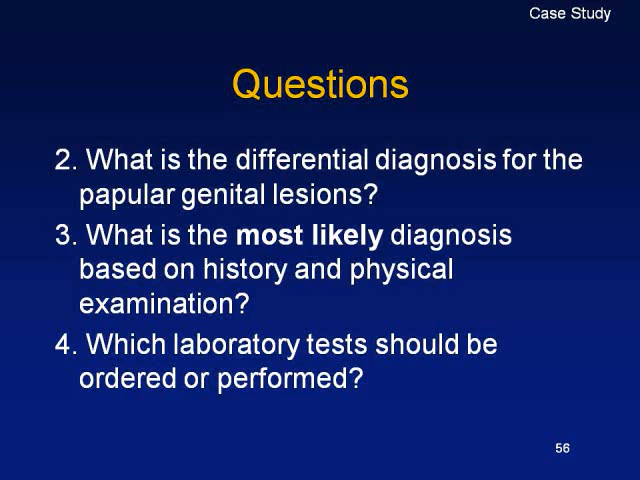 Case Study
Questions
2. What is the differential diagnosis for the
papular genital lesions?
3. What is the most likely diagnosis
based on history and physical
examination?
4. Which laboratory tests should be
ordered or performed?
56